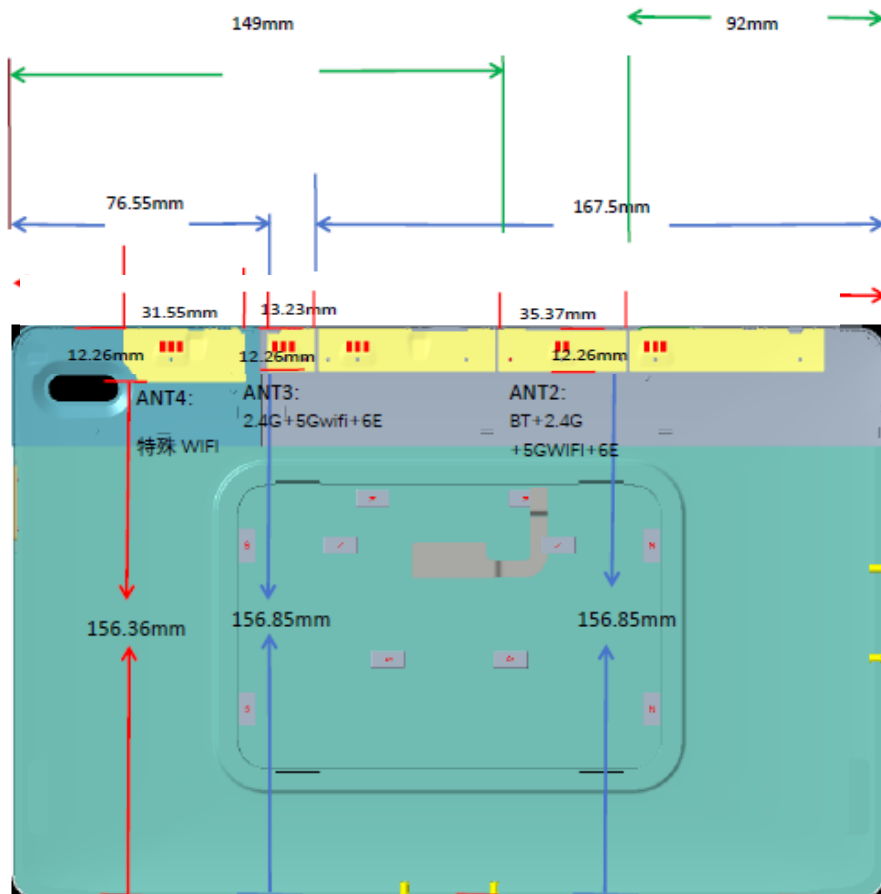 149mm
92mm
76.55mm
167.5mm
31.55mm
13.23mm
35.37mm
12.26mm
12.26mm
12.26mm
ANT4:
特殊 WIFI
ANT3:
2.4G+5Gwifi+6E
ANT2:
BT+2.4G
+5GWIFI+6E
S
N
156.36mm
156.85mm
156.85mm
S
N